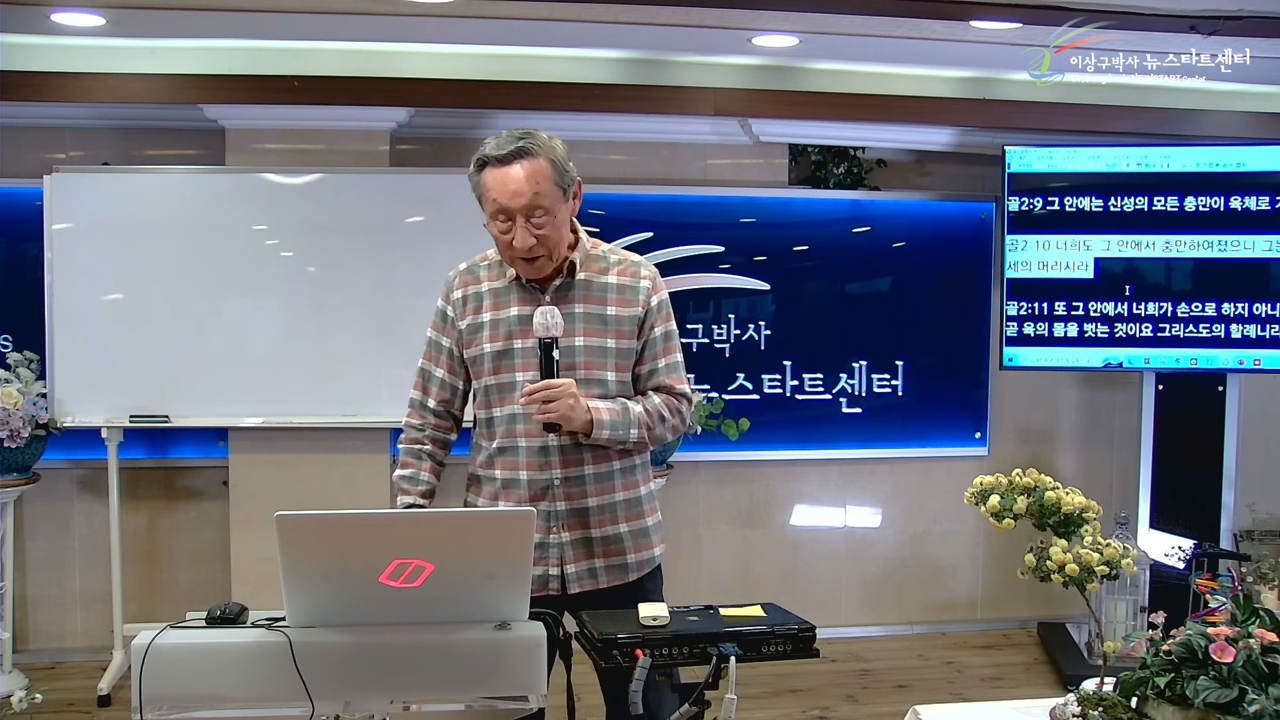 이상구박사 뉴스타트센터
골2:9 그 안에는 신성의 모든 충만이 육체로
골2:10 너희도 그 안에서 충만하여졌으니 그는
세의 머리시라
골2:11 또 그 안에서 너희가 손으로 하지 아니
곧 육의 몸을 벗는 것이요 그리스도의 할례니라
구박사
뉴스타트센터
S